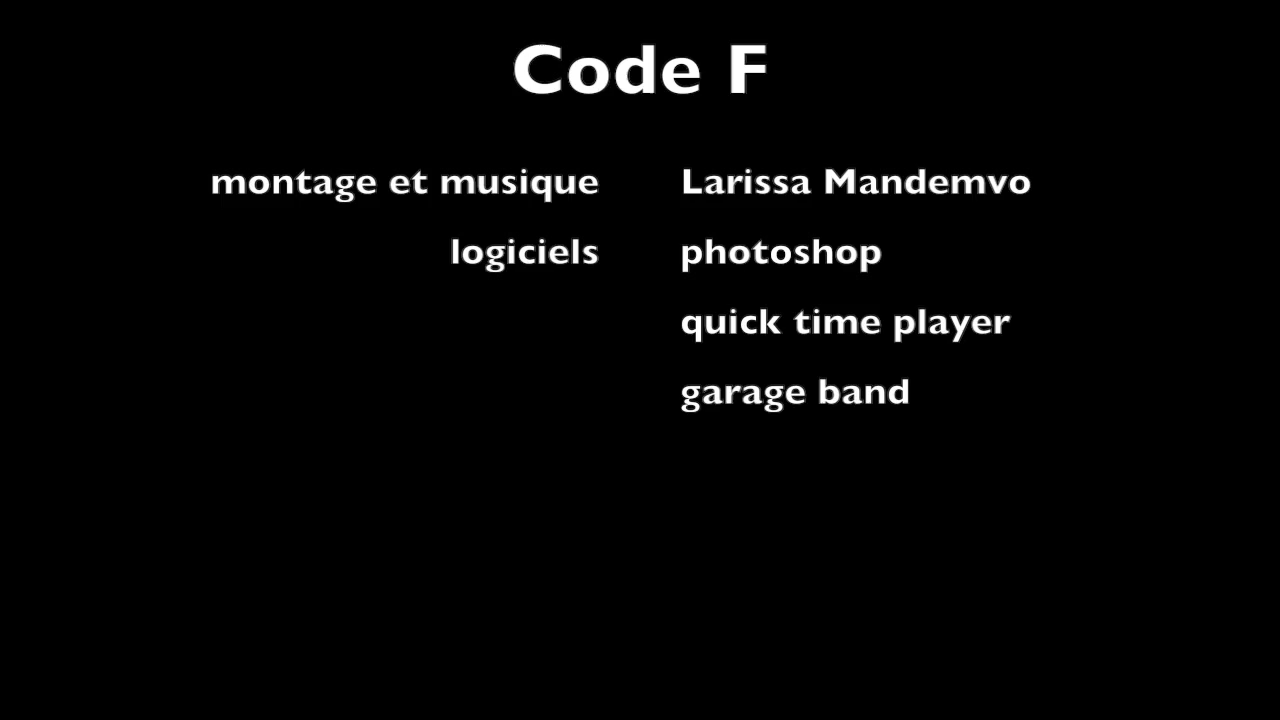 Code F
montage et musique Larissa Mandemvo
logiciels photoshop
quick time player
garage band